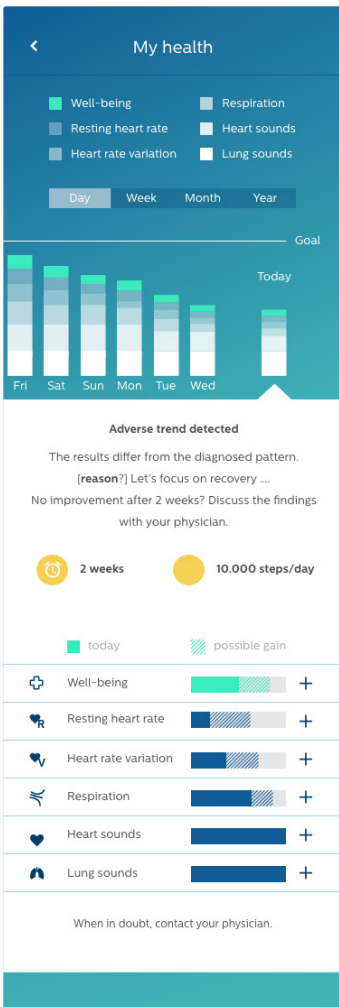 My health
Well-being
Respiration
Resting heart rate
Heart sounds
Heart rate variation
Lung sounds
Day Week Month Year
Goal
Today
Fri Sat Sun Mon Tue Wed
Adverse trend detected
The results differ from the diagnosed pattern.
[reason?] Let's focus on recovery ....
No improvement after 2 weeks? Discuss the findings
with your physician.
2 weeks
10.000 steps/day
today
possible gain
Well-being
R Resting heart rate
V Heart rate variation
Respiration
Heart sounds
Lung sounds
When in doubt, contact your physician.